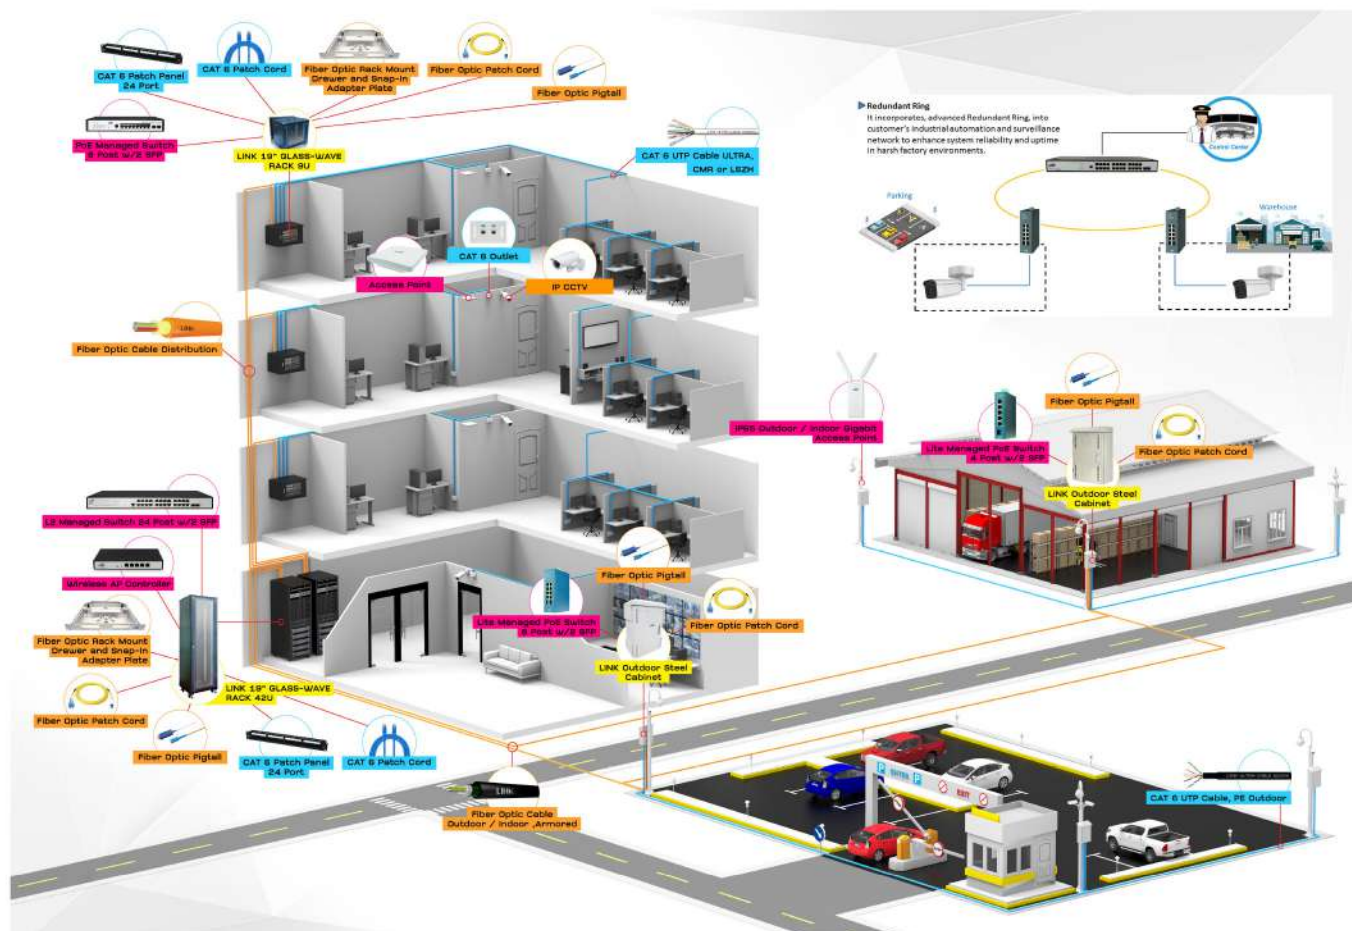 CAT 6 Patch Panel
24 Port
CAT 6 Patch Cord
Fiber Optic Rack Mount
Drawer and Snap-In
Adapter Plate
Fiber Optic Patch Cord
Fiber Optic Pigtail
PoE Managed Switch
8 Port w/2 SFP
LINK 19" GLASS-WAVE
RACK 9U
CAT 6 UTP Cable ULTRA,
CMR or LSZH
CAT 6 Outlet
Access Point
IP CCTV
LINK
Fiber Optic Cable Distribution
Redundant Ring
It incorporates, advanced Redundant Ring, into
customer's industrial automation and surveillance
network to enhance system reliability and uptime
in harsh factory environments.
Control Center
Parking
Warehouse
IP65 Outdoor / Indoor Gigabit
Access Point
Lite Managed PoE Switch
4 Port w/2 SFP
Fiber Optic Pigtail
Fiber Optic Patch Cord
LINK Outdoor Steel
Cabinet
L2 Managed Switch 24 Port w/2 SFP
Wireless AP Controller
Fiber Optic Rack Mount
Drawer and Snap-In
Adapter Plate
LINK 19" GLASS-WAVE
RACK 42U
Fiber Optic Patch Cord
Fiber Optic Pigtail
CAT 6 Patch Panel
24 Port
CAT 6 Patch Cord
Fiber Optic Pigtail
Lite Managed PoE Switch
8 Port w/2 SFP
Fiber Optic Patch Cord
LINK Outdoor Steel
Cabinet
LINK
Fiber Optic Cable
Outdoor / Indoor ,Armored
P ENTER P
EXIT
CAT 6 UTP Cable, PE Outdoor